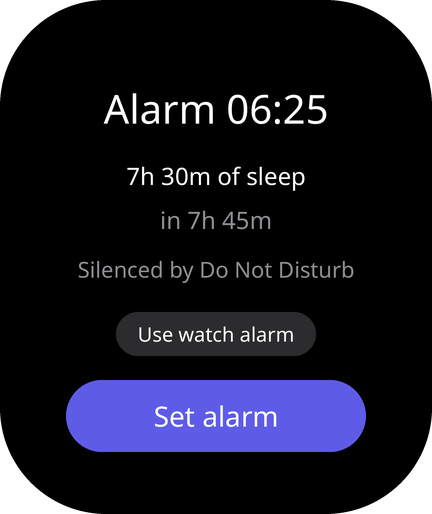 Alarm 06:25
7h 30m of sleep
in 7h 45m
Silenced by Do Not Disturb
Use watch alarm
Set alarm